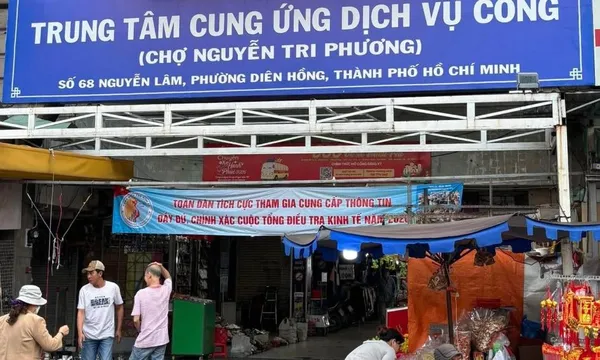 TRUNG TÂM CUNG ỨNG DỊCH VỤ CÔNG
(CHỢ NGUYỄN TRI PHƯƠNG)
SỐ 68 NGUYỄN LÂM, PHƯỜNG DIÊN HỒNG, THÀNH PHỐ HỒ CHÍ MINH
TOÀN DÂN TÍCH CỰC THAM GIA CUNG CẤP THÔNG TIN
ĐẦY ĐỦ, CHÍNH XÁC CUỘC TỔNG ĐIỀU TRA KINH TẾ NĂM